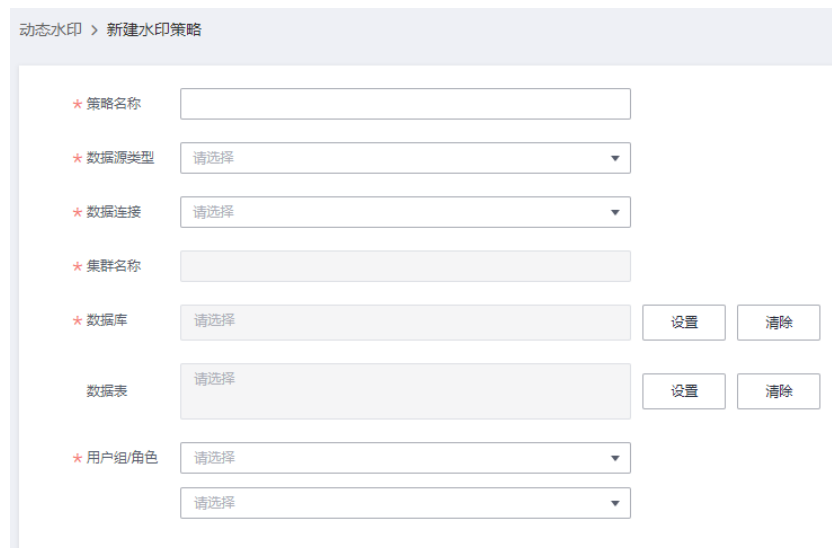 动态水印 > 新建水印策略
* 策略名称
* 数据源类型 请选择
* 数据连接 请选择
* 集群名称
* 数据库 请选择 设置 清除
数据表 请选择 设置 清除
* 用户组/角色 请选择
请选择